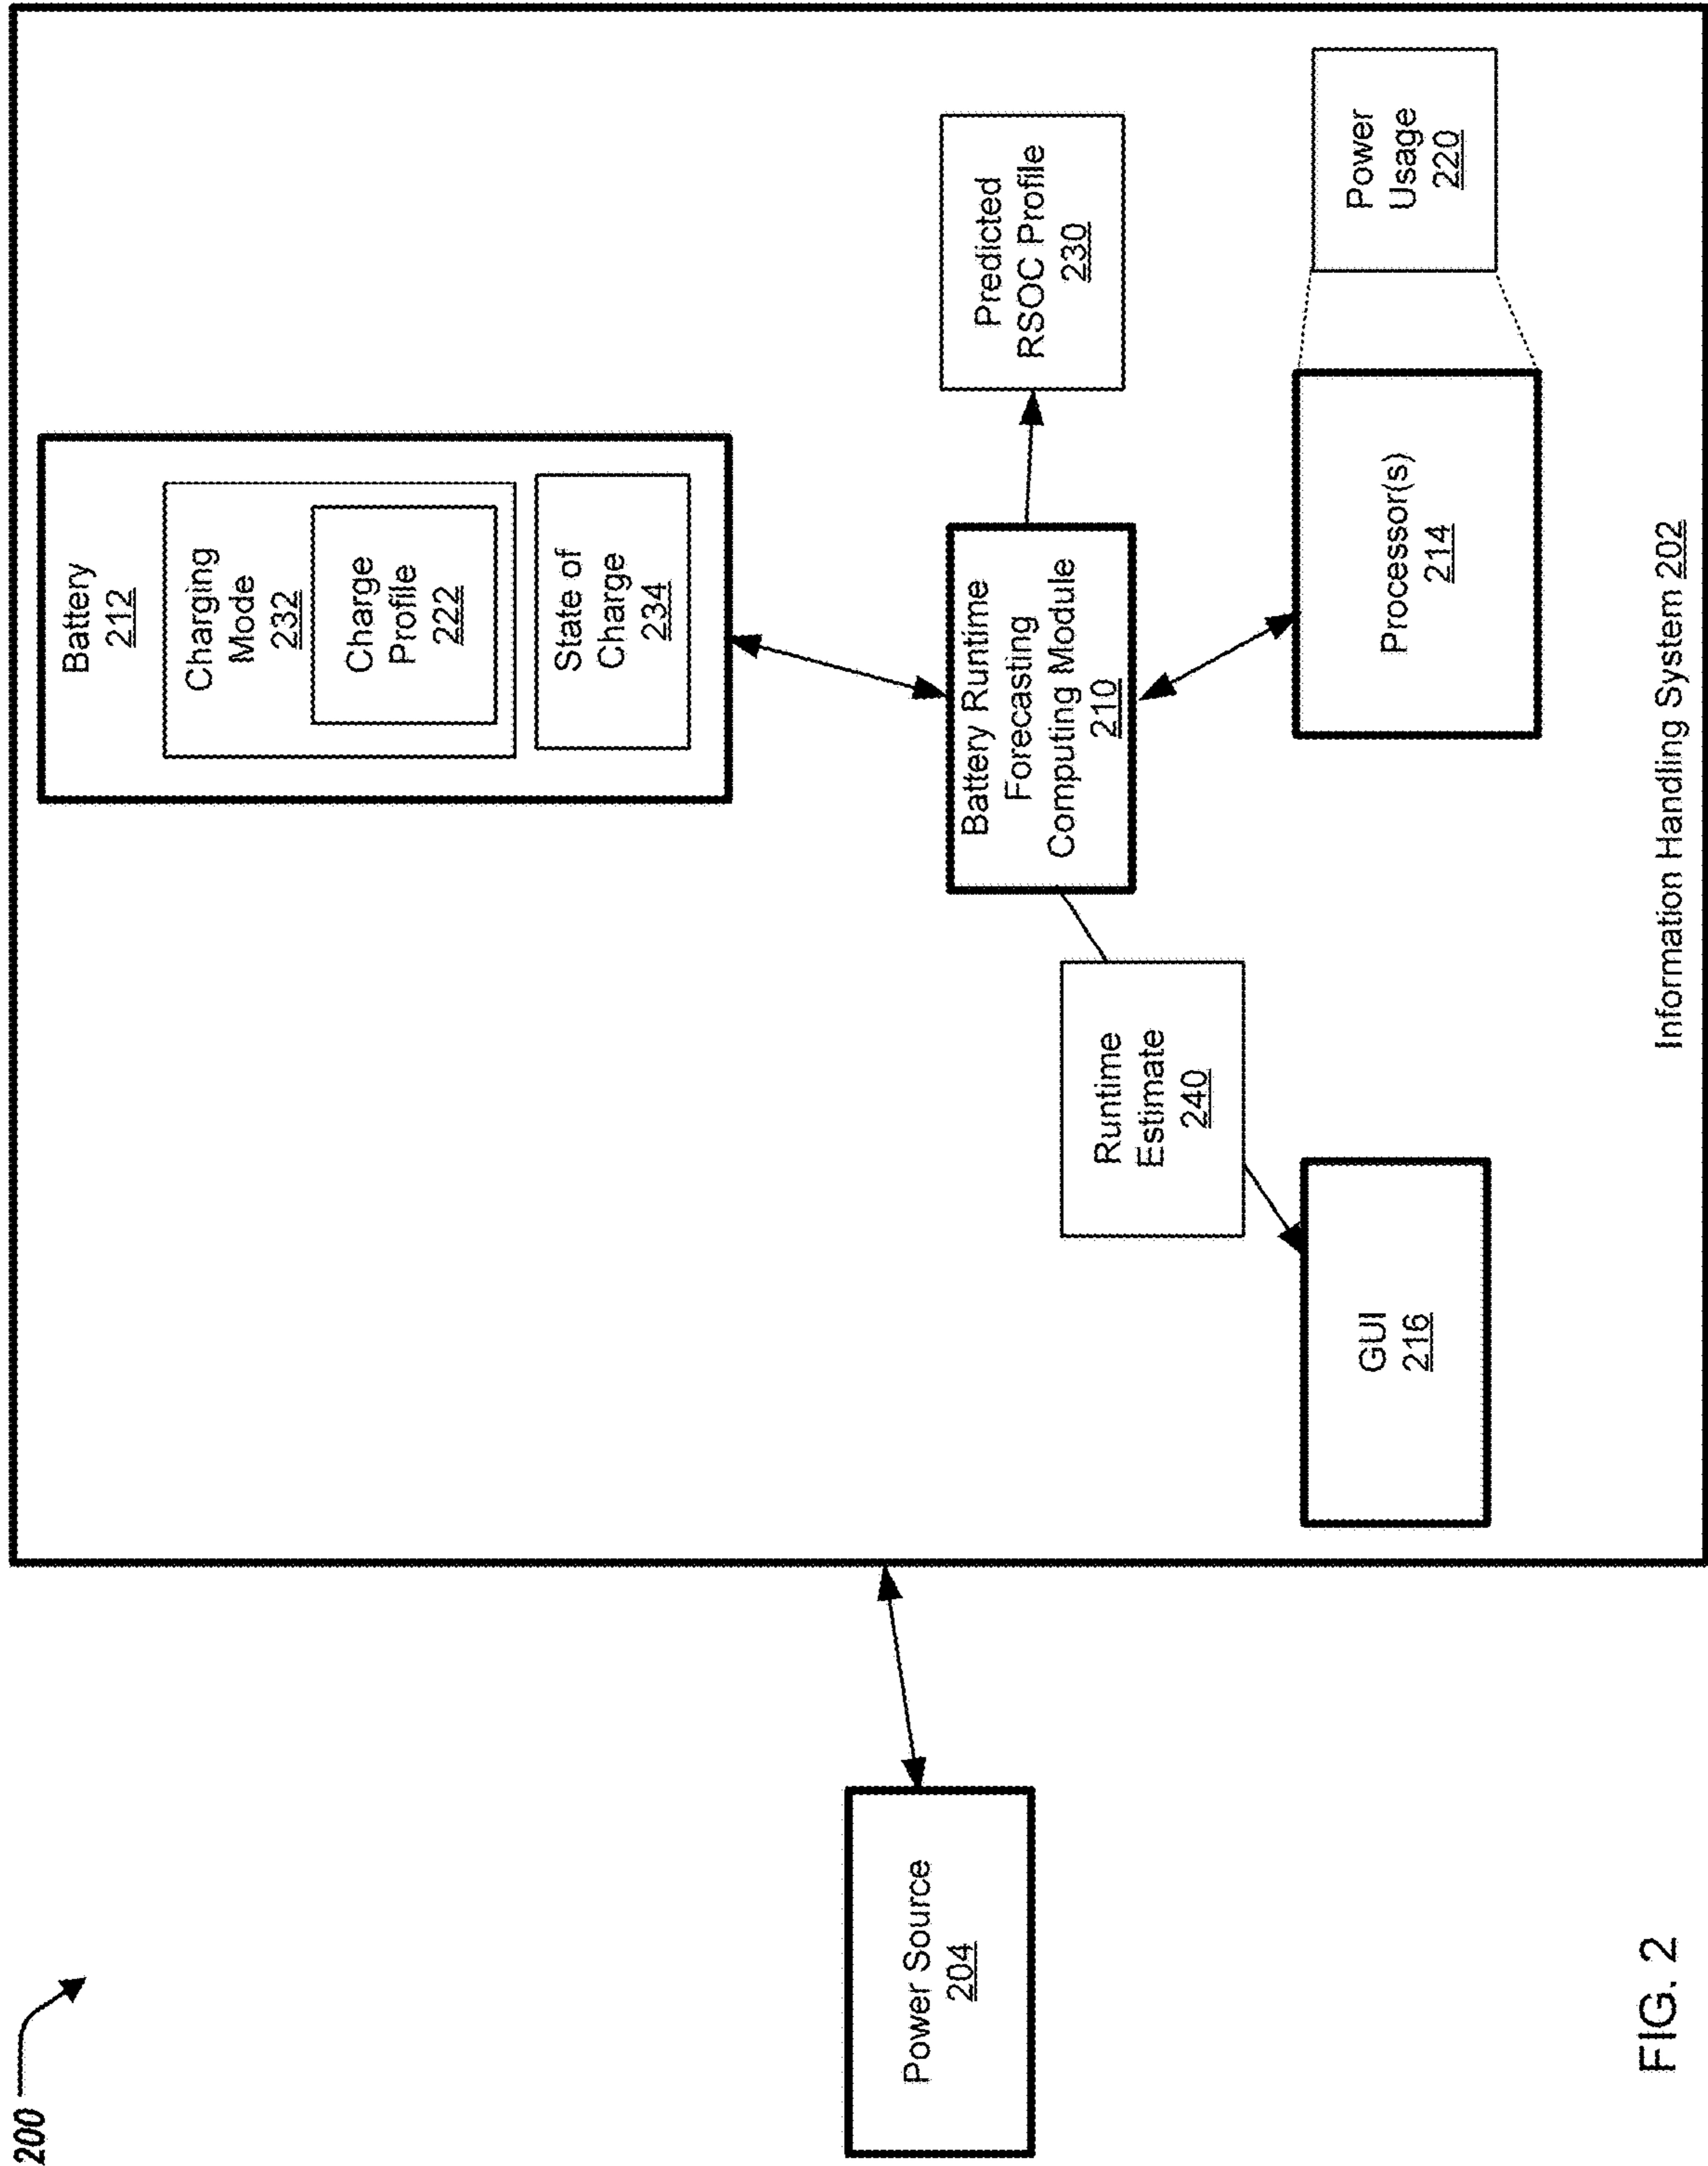 200
Power Source
204
Battery
212
Charging
Mode
232
Charge
Profile
222
State of
Charge
234
Battery Runtime
Forecasting
Computing Module
210
Predicted
RSOC Profile
230
Runtime
Estimate
240
GUI
216
Processor(s)
214
Power
Usage
220
Information Handling System 202
FIG. 2